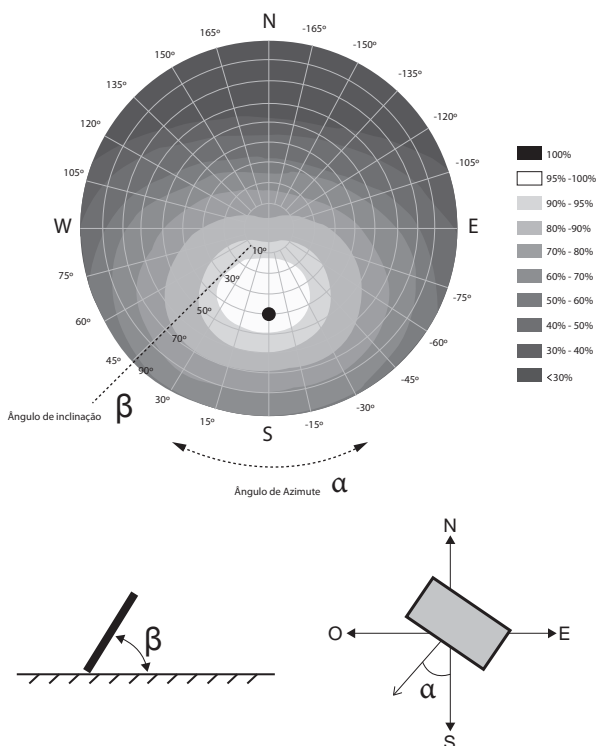 N
165º
-165º
150º
-150º
135º
-135º
120º
-120º
105º
-105º
W
E
75º
-75º
60º
-60º
45º
-45º
30º
-30º
15º
-15º
S
10º
30º
50º
70º
90º
100%
95% -100%
90% - 95%
80% -90%
70% - 80%
60% - 70%
50% - 60%
40% - 50%
30% - 40%
<30%
Ângulo de inclinação β
Ângulo de Azimute α
β
N
O
E
α
S